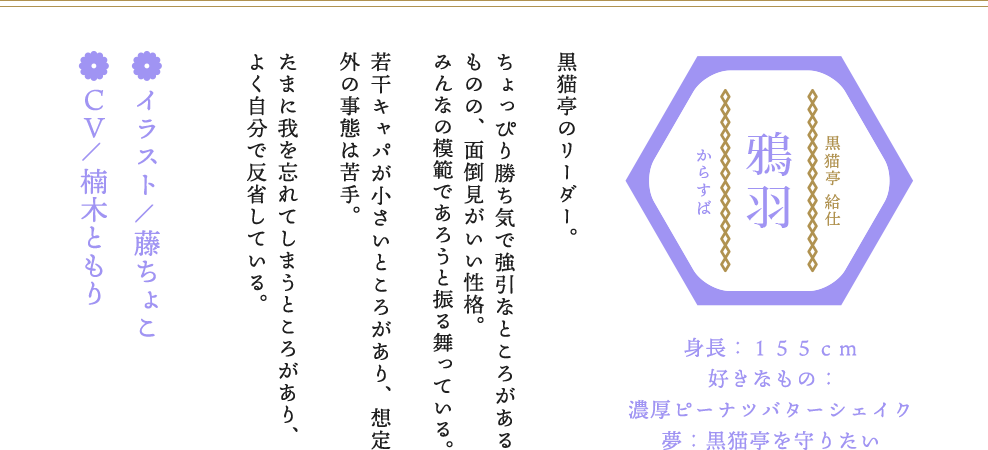 黒猫亭 給仕
鴉羽
からすば
身長：１５５ｃｍ
好きなもの：
濃厚ピーナツバターシェイク
夢：黒猫亭を守りたい
黒猫亭のリーダー。
ちょっぴり勝ち気で強引なところがある
ものの、面倒見がいい性格。
みんなの模範であろうと振る舞っている。
若干キャパが小さいところがあり、想定
外の事態は苦手。
たまに我を忘れてしまうところがあり、
よく自分で反省している。
イラスト／藤ちょこ
ＣＶ／楠木ともり